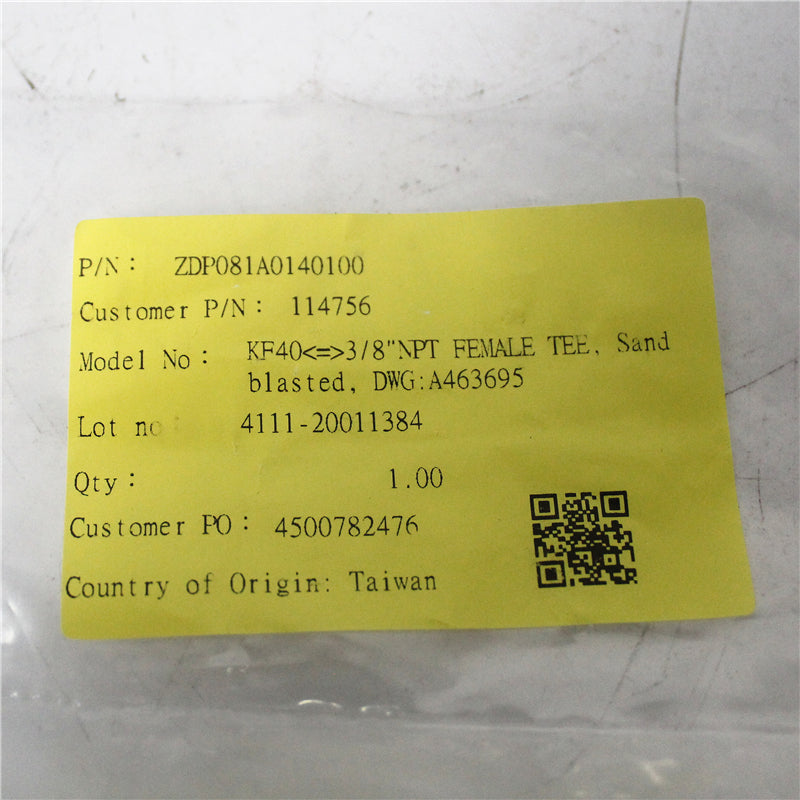 P/N： ZDP081A0140100
Customer P/N： 114756
Model No： KF40<=>3/8"NPT FEMALE TEE, Sand
blasted, DWG:A463695
Lot no： 4111-20011384
Qty： 1.00
Customer PO： 4500782476
Country of Origin: Taiwan